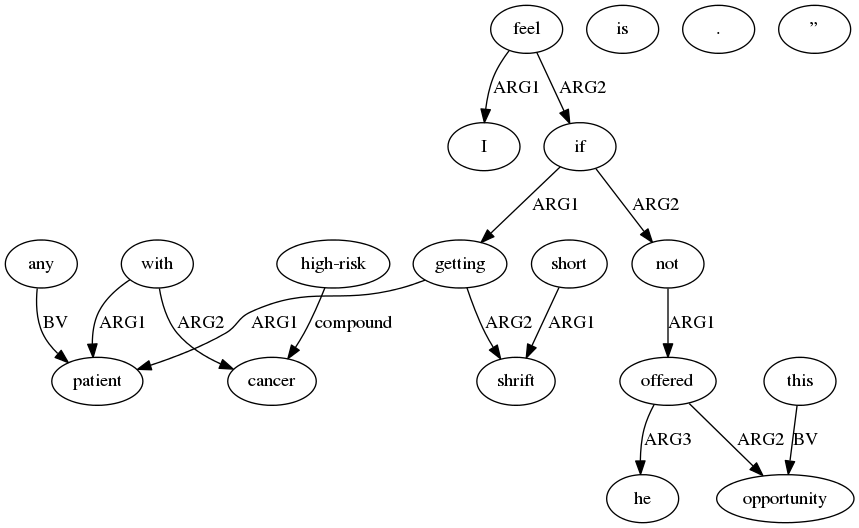 feel is . ”
ARG1 ARG2
I if
ARG1 ARG2
any with high-risk getting short not
BV ARG1 ARG2 ARG1 compound ARG2 ARG1 ARG1
patient cancer shrift offered this
ARG3 ARG2 BV
he opportunity